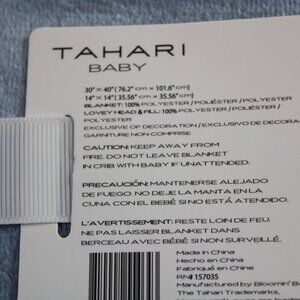 TAHARI
BABY
30" X 40" (76.2" cm x 101.6" cm)
14" X 14" (35.56" cm x 35.56" cm)
BLANKET: 100% POLYESTER / POLIÉSTER / POLYESTER
LOVEY HEAD & FILL: 100% POLYESTER / POLIÉSTER /
POLYESTER
EXCLUSIVE OF DECORATION / EXCLUSIVO DE DECORA
GARNITURE NON COMPRISE
CAUTION: KEEP AWAY FROM
FIRE. DO NOT LEAVE BLANKET
IN CRIB WITH BABY IF UNATTENDED.
PRECAUCIÓN: MANTENERSE ALEJADO
DE FUEGO. NO DEJE LA MANTA EN LA
CUNA CON EL BEBÉ SI NO ESTÁ ATENDIDO.
L'AVERTISSEMENT: RESTE LOIN DE FEU.
NE PAS LAISSER BLANKET DANS
BERCEAU AVEC BÉBÉ SI NON SURVEILLÉ.
Made in China
Hecho en China
Fabriqué en Chine
RN# 157035
Manufactured by Bloomin' Ba
The Tahari Trademarks,